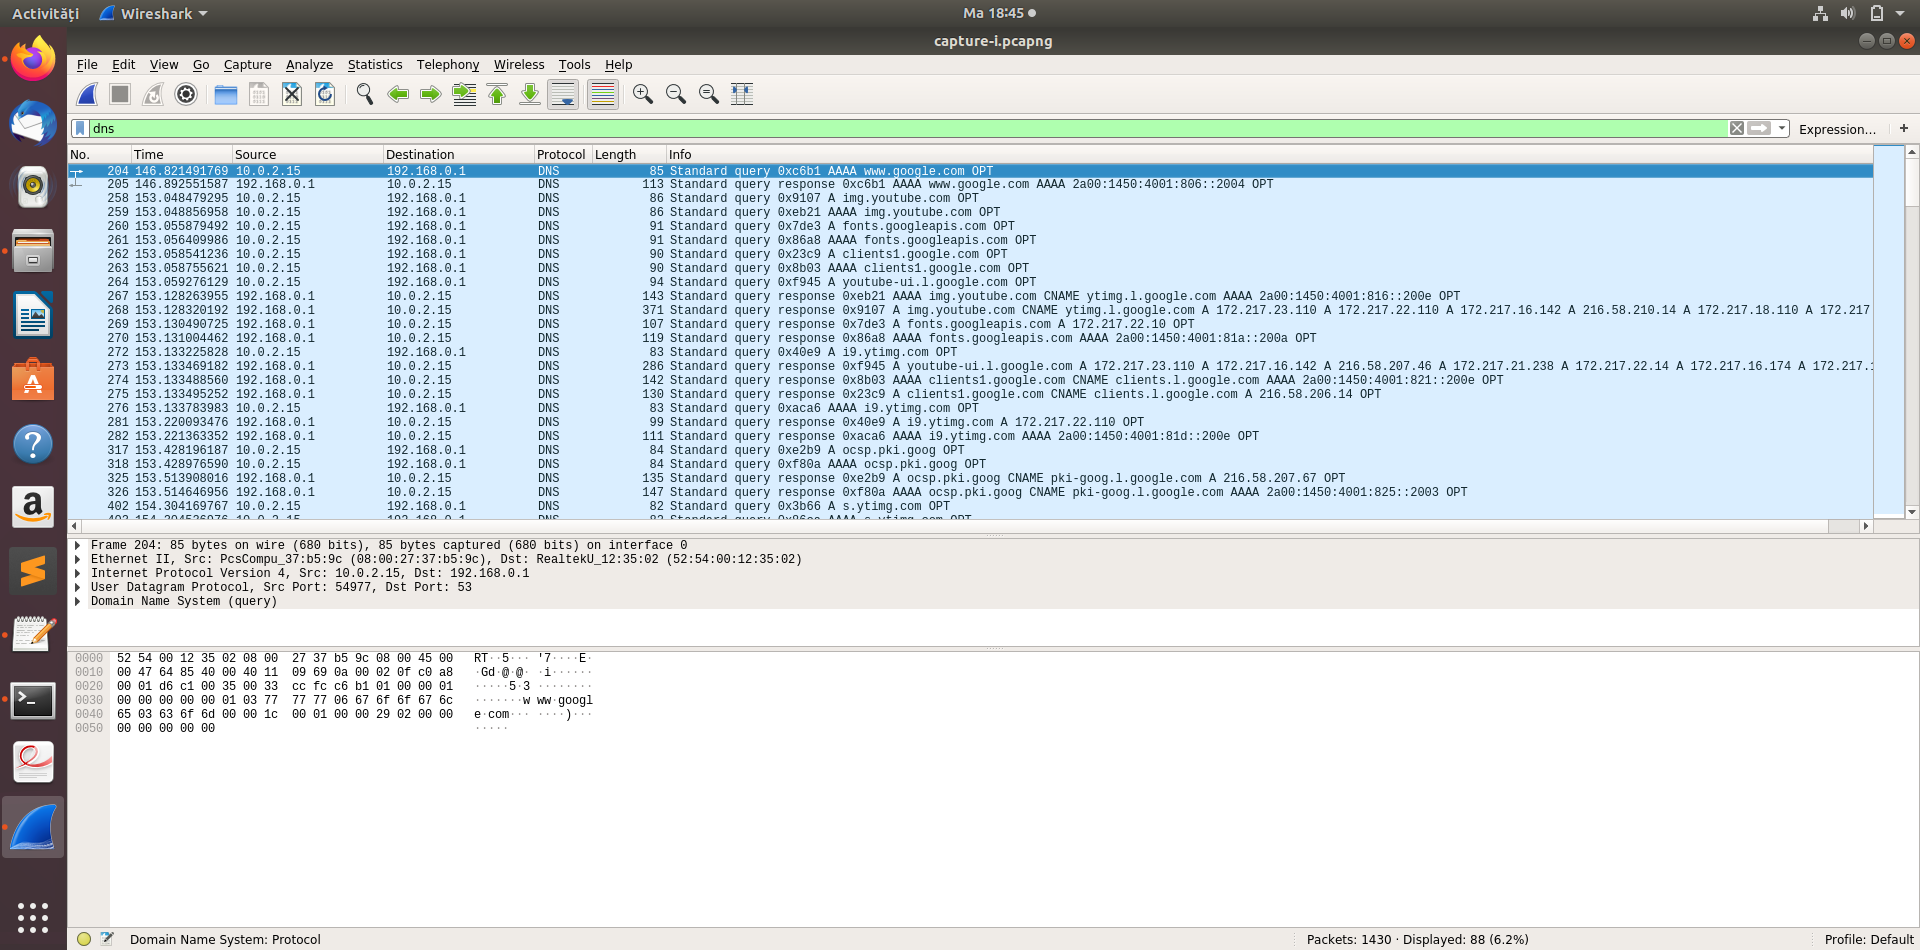 Activități Wireshark Ma 18:45
capture-i.pcapng
File Edit View Go Capture Analyze Statistics Telephony Wireless Tools Help
dns Expression… +
No. Time Source Destination Protocol Length Info
204 146.821491769 10.0.2.15 192.168.0.1 DNS 85 Standard query 0xc6b1 AAAA www.google.com OPT
205 146.892551587 192.168.0.1 10.0.2.15 DNS 113 Standard query response 0xc6b1 AAAA www.google.com AAAA 2a00:1450:4001:806::2004 OPT
258 153.048479295 10.0.2.15 192.168.0.1 DNS 86 Standard query 0x9107 A img.youtube.com OPT
259 153.048856958 10.0.2.15 192.168.0.1 DNS 86 Standard query 0xeb21 AAAA img.youtube.com OPT
260 153.055879492 10.0.2.15 192.168.0.1 DNS 91 Standard query 0x7de3 A fonts.googleapis.com OPT
261 153.056409986 10.0.2.15 192.168.0.1 DNS 91 Standard query 0x86a8 AAAA fonts.googleapis.com OPT
262 153.058541236 10.0.2.15 192.168.0.1 DNS 90 Standard query 0x23c9 A clients1.google.com OPT
263 153.058755621 10.0.2.15 192.168.0.1 DNS 90 Standard query 0x8b03 AAAA clients1.google.com OPT
264 153.059276129 10.0.2.15 192.168.0.1 DNS 94 Standard query 0xf945 A youtube-ui.l.google.com OPT
267 153.128263955 192.168.0.1 10.0.2.15 DNS 143 Standard query response 0xeb21 AAAA img.youtube.com CNAME ytimg.l.google.com AAAA 2a00:1450:4001:816::200e OPT
268 153.128320192 192.168.0.1 10.0.2.15 DNS 371 Standard query response 0x9107 A img.youtube.com CNAME ytimg.l.google.com A 172.217.23.110 A 172.217.22.110 A 172.217.16.142 A 216.58.210.14 A 172.217.18.110 A 172.217
269 153.130490725 192.168.0.1 10.0.2.15 DNS 107 Standard query response 0x7de3 A fonts.googleapis.com A 172.217.22.10 OPT
270 153.131004462 192.168.0.1 10.0.2.15 DNS 119 Standard query response 0x86a8 AAAA fonts.googleapis.com AAAA 2a00:1450:4001:81a::200a OPT
272 153.133225828 10.0.2.15 192.168.0.1 DNS 83 Standard query 0x40e9 A i9.ytimg.com OPT
273 153.133469182 192.168.0.1 10.0.2.15 DNS 286 Standard query response 0xf945 A youtube-ui.l.google.com A 172.217.23.110 A 172.217.16.142 A 216.58.207.46 A 172.217.21.238 A 172.217.22.14 A 172.217.16.174 A 172.217.1
274 153.133488560 192.168.0.1 10.0.2.15 DNS 142 Standard query response 0x8b03 AAAA clients1.google.com CNAME clients.l.google.com AAAA 2a00:1450:4001:821::200e OPT
275 153.133495252 192.168.0.1 10.0.2.15 DNS 130 Standard query response 0x23c9 A clients1.google.com CNAME clients.l.google.com A 216.58.206.14 OPT
276 153.133783983 10.0.2.15 192.168.0.1 DNS 83 Standard query 0xaca6 AAAA i9.ytimg.com OPT
281 153.220093476 192.168.0.1 10.0.2.15 DNS 99 Standard query response 0x40e9 A i9.ytimg.com A 172.217.22.110 OPT
282 153.221363352 192.168.0.1 10.0.2.15 DNS 111 Standard query response 0xaca6 AAAA i9.ytimg.com AAAA 2a00:1450:4001:81d::200e OPT
317 153.428196187 10.0.2.15 192.168.0.1 DNS 84 Standard query 0xe2b9 A ocsp.pki.goog OPT
318 153.428976590 10.0.2.15 192.168.0.1 DNS 84 Standard query 0xf80a AAAA ocsp.pki.goog OPT
325 153.513908016 192.168.0.1 10.0.2.15 DNS 135 Standard query response 0xe2b9 A ocsp.pki.goog CNAME pki-goog.l.google.com A 216.58.207.67 OPT
326 153.514646956 192.168.0.1 10.0.2.15 DNS 147 Standard query response 0xf80a AAAA ocsp.pki.goog CNAME pki-goog.l.google.com AAAA 2a00:1450:4001:825::2003 OPT
402 154.304169767 10.0.2.15 192.168.0.1 DNS 82 Standard query 0x3b66 A s.ytimg.com OPT
Frame 204: 85 bytes on wire (680 bits), 85 bytes captured (680 bits) on interface 0
Ethernet II, Src: PcsCompu_37:b5:9c (08:00:27:37:b5:9c), Dst: RealtekU_12:35:02 (52:54:00:12:35:02)
Internet Protocol Version 4, Src: 10.0.2.15, Dst: 192.168.0.1
User Datagram Protocol, Src Port: 54977, Dst Port: 53
Domain Name System (query)
0000 52 54 00 12 35 02 08 00 27 37 b5 9c 08 00 45 00 RT··5··· '7····E·
0010 00 47 64 85 40 00 40 11 09 69 0a 00 02 0f c0 a8 ·Gd·@·@· ·i······
0020 00 01 d6 c1 00 35 00 33 cc fc c6 b1 01 00 00 01 ·····5·3 ········
0030 00 00 00 00 00 01 03 77 77 77 06 67 6f 6f 67 6c ·······w ww·googl
0040 65 03 63 6f 6d 00 00 1c 00 01 00 00 29 02 00 00 e·com··· ····)···
0050 00 00 00 00 00 ·····
Domain Name System: Protocol Packets: 1430 · Displayed: 88 (6.2%) Profile: Default